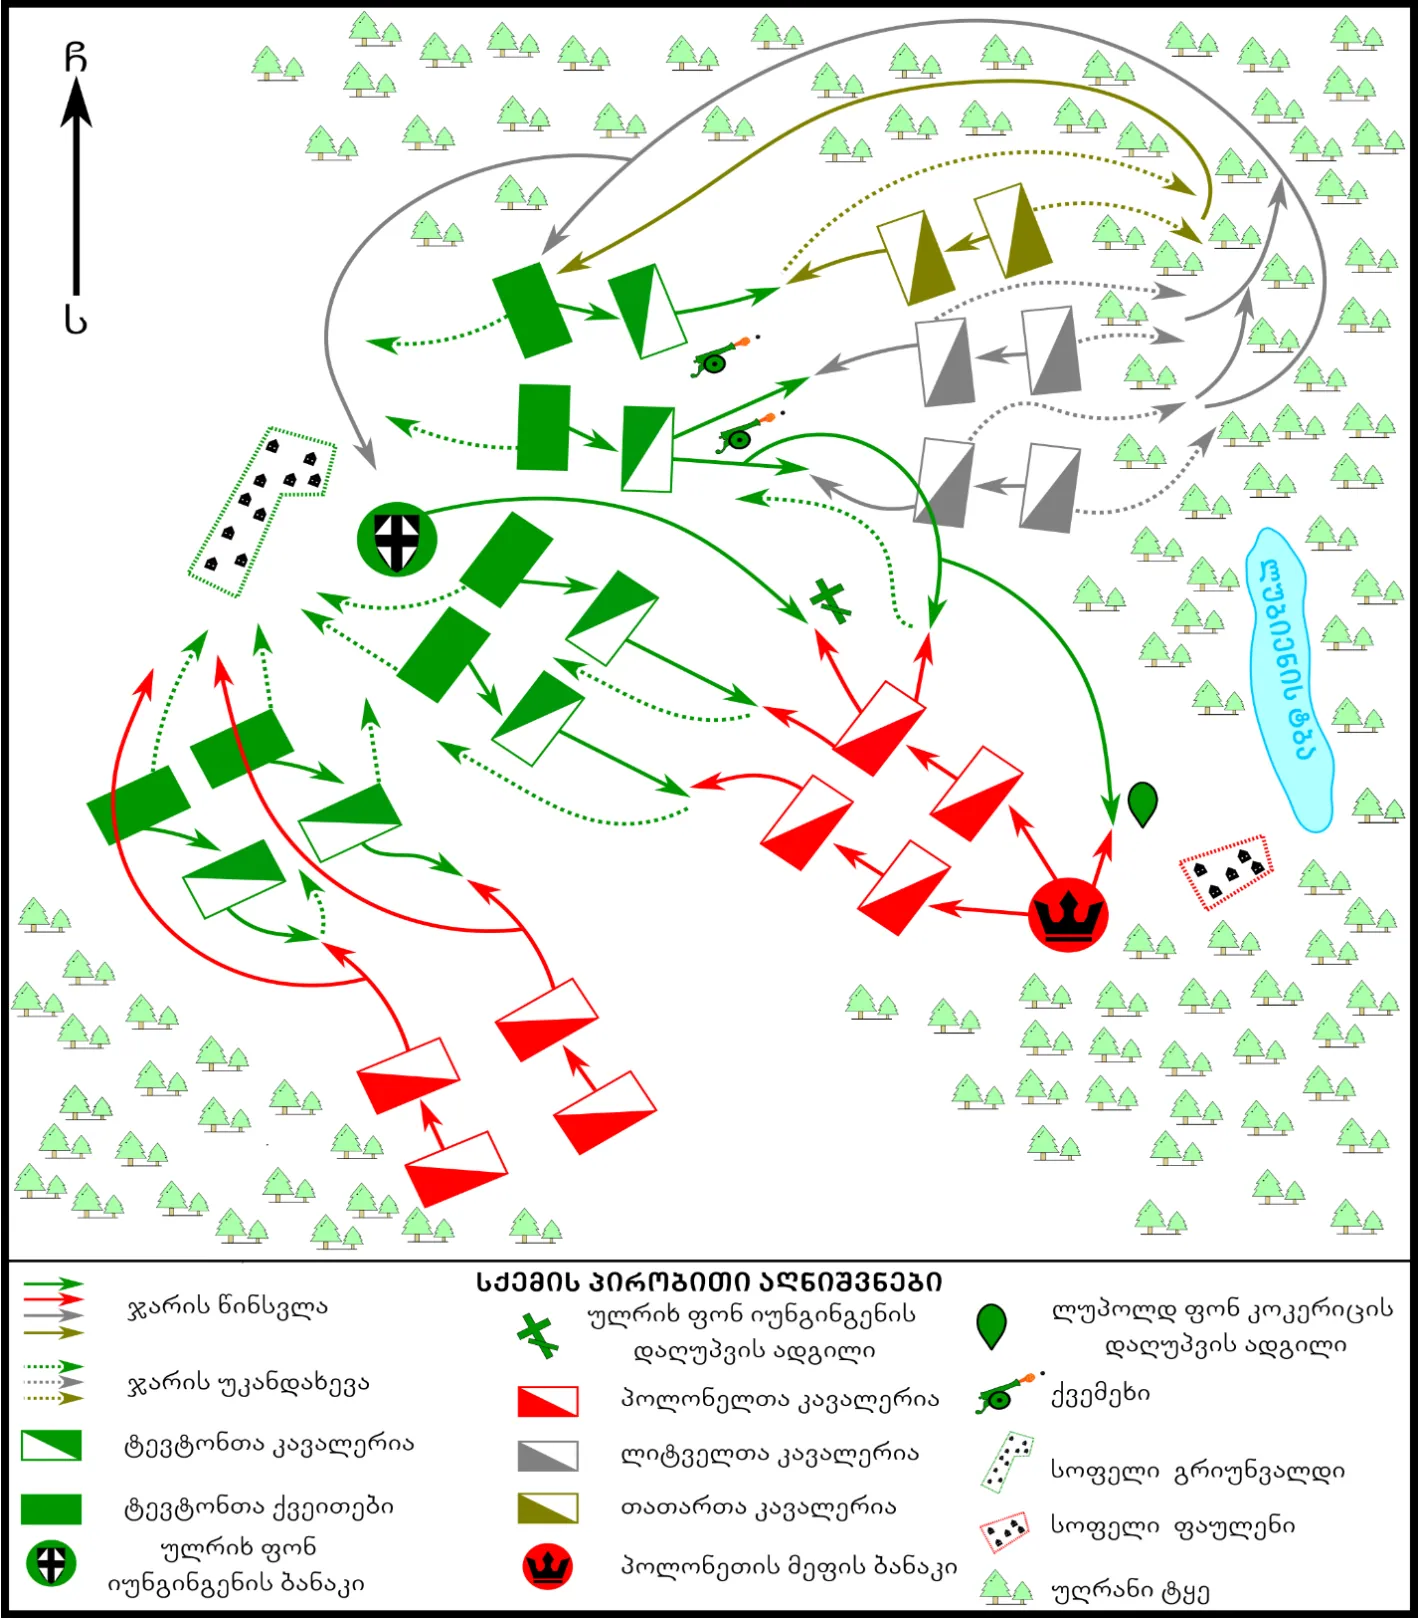 ჩ
ს
ლუბიენის ტბა
სქემის პირობითი აღნიშვნები
ჯარის წინსვლა
ჯარის უკანდახევა
ტევტონთა კავალერია
ტევტონთა ქვეითები
ულრიხ ფონ
იუნგინგენის ბანაკი
ულრიხ ფონ იუნგინგენის
დაღუპვის ადგილი
პოლონელთა კავალერია
ლიტველთა კავალერია
თათართა კავალერია
პოლონეთის მეფის ბანაკი
ლუპოლდ ფონ კოკერიცის
დაღუპვის ადგილი
ქვემეხი
სოფელი გრიუნვალდი
სოფელი ფაულენი
უღრანი ტყე